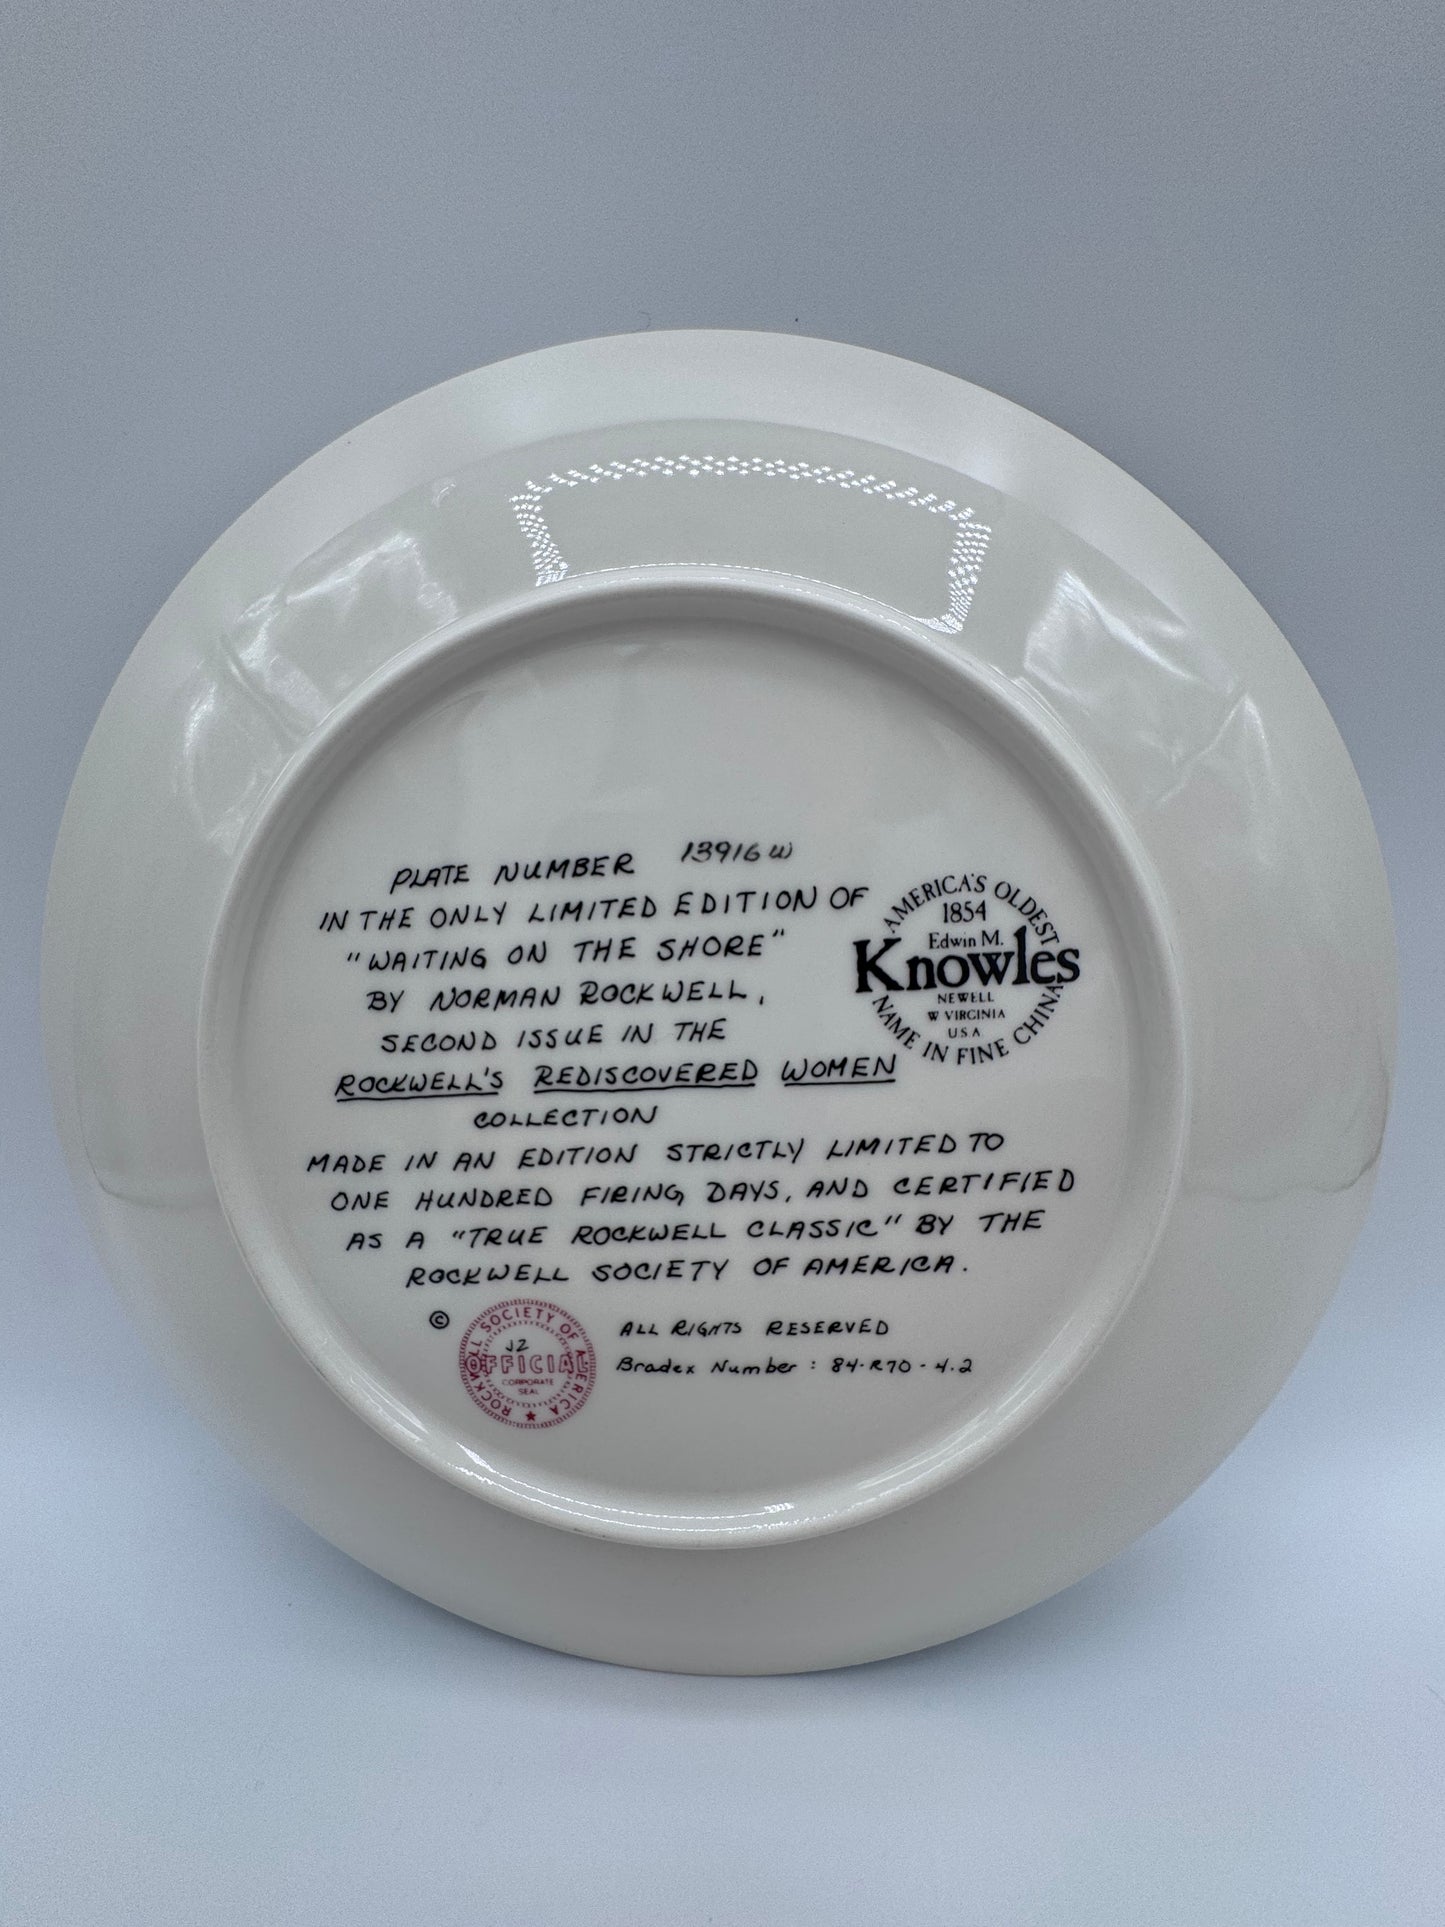 PLATE NUMBER 13916W
IN THE ONLY LIMITED EDITION OF
"WAITING ON THE SHORE"
BY NORMAN ROCKWELL,
SECOND ISSUE IN THE
ROCKWELL'S REDISCOVERED WOMEN
COLLECTION
MADE IN AN EDITION STRICTLY LIMITED TO
ONE HUNDRED FIRING DAYS, AND CERTIFIED
AS A "TRUE ROCKWELL CLASSIC" BY THE
ROCKWELL SOCIETY OF AMERICA.
AMERICA'S OLDEST
1854
Edwin M.
Knowles
NEWELL
W VIRGINIA
USA
NAME IN FINE CHINA
©
ROCKWELL SOCIETY OF AMERICA
JZ
OFFICIAL
CORPORATE
SEAL
ALL RIGHTS RESERVED
Bradex Number: 84-R70-4.2